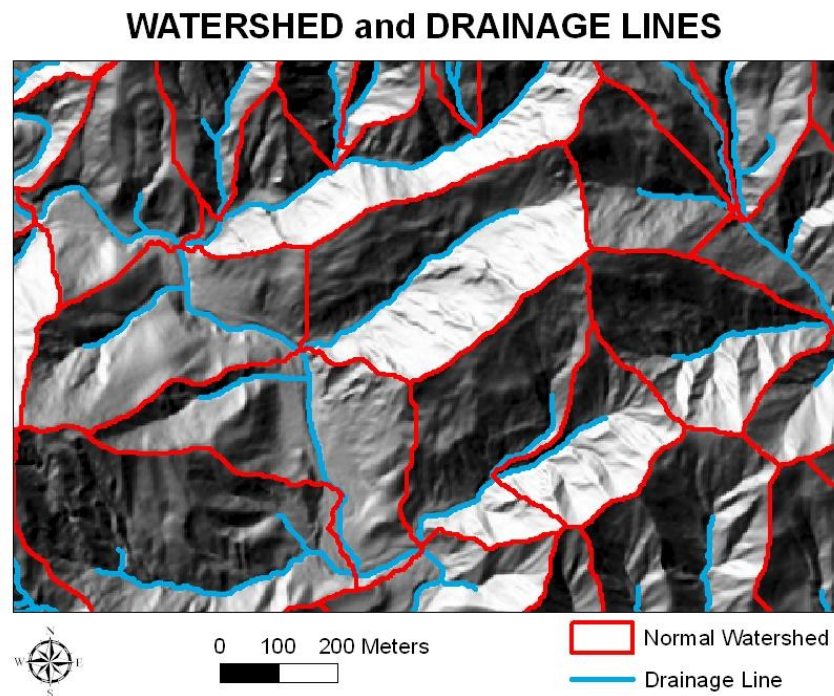 WATERSHED and DRAINAGE LINES
N
W E
S
0 100 200 Meters
Normal Watershed
Drainage Line